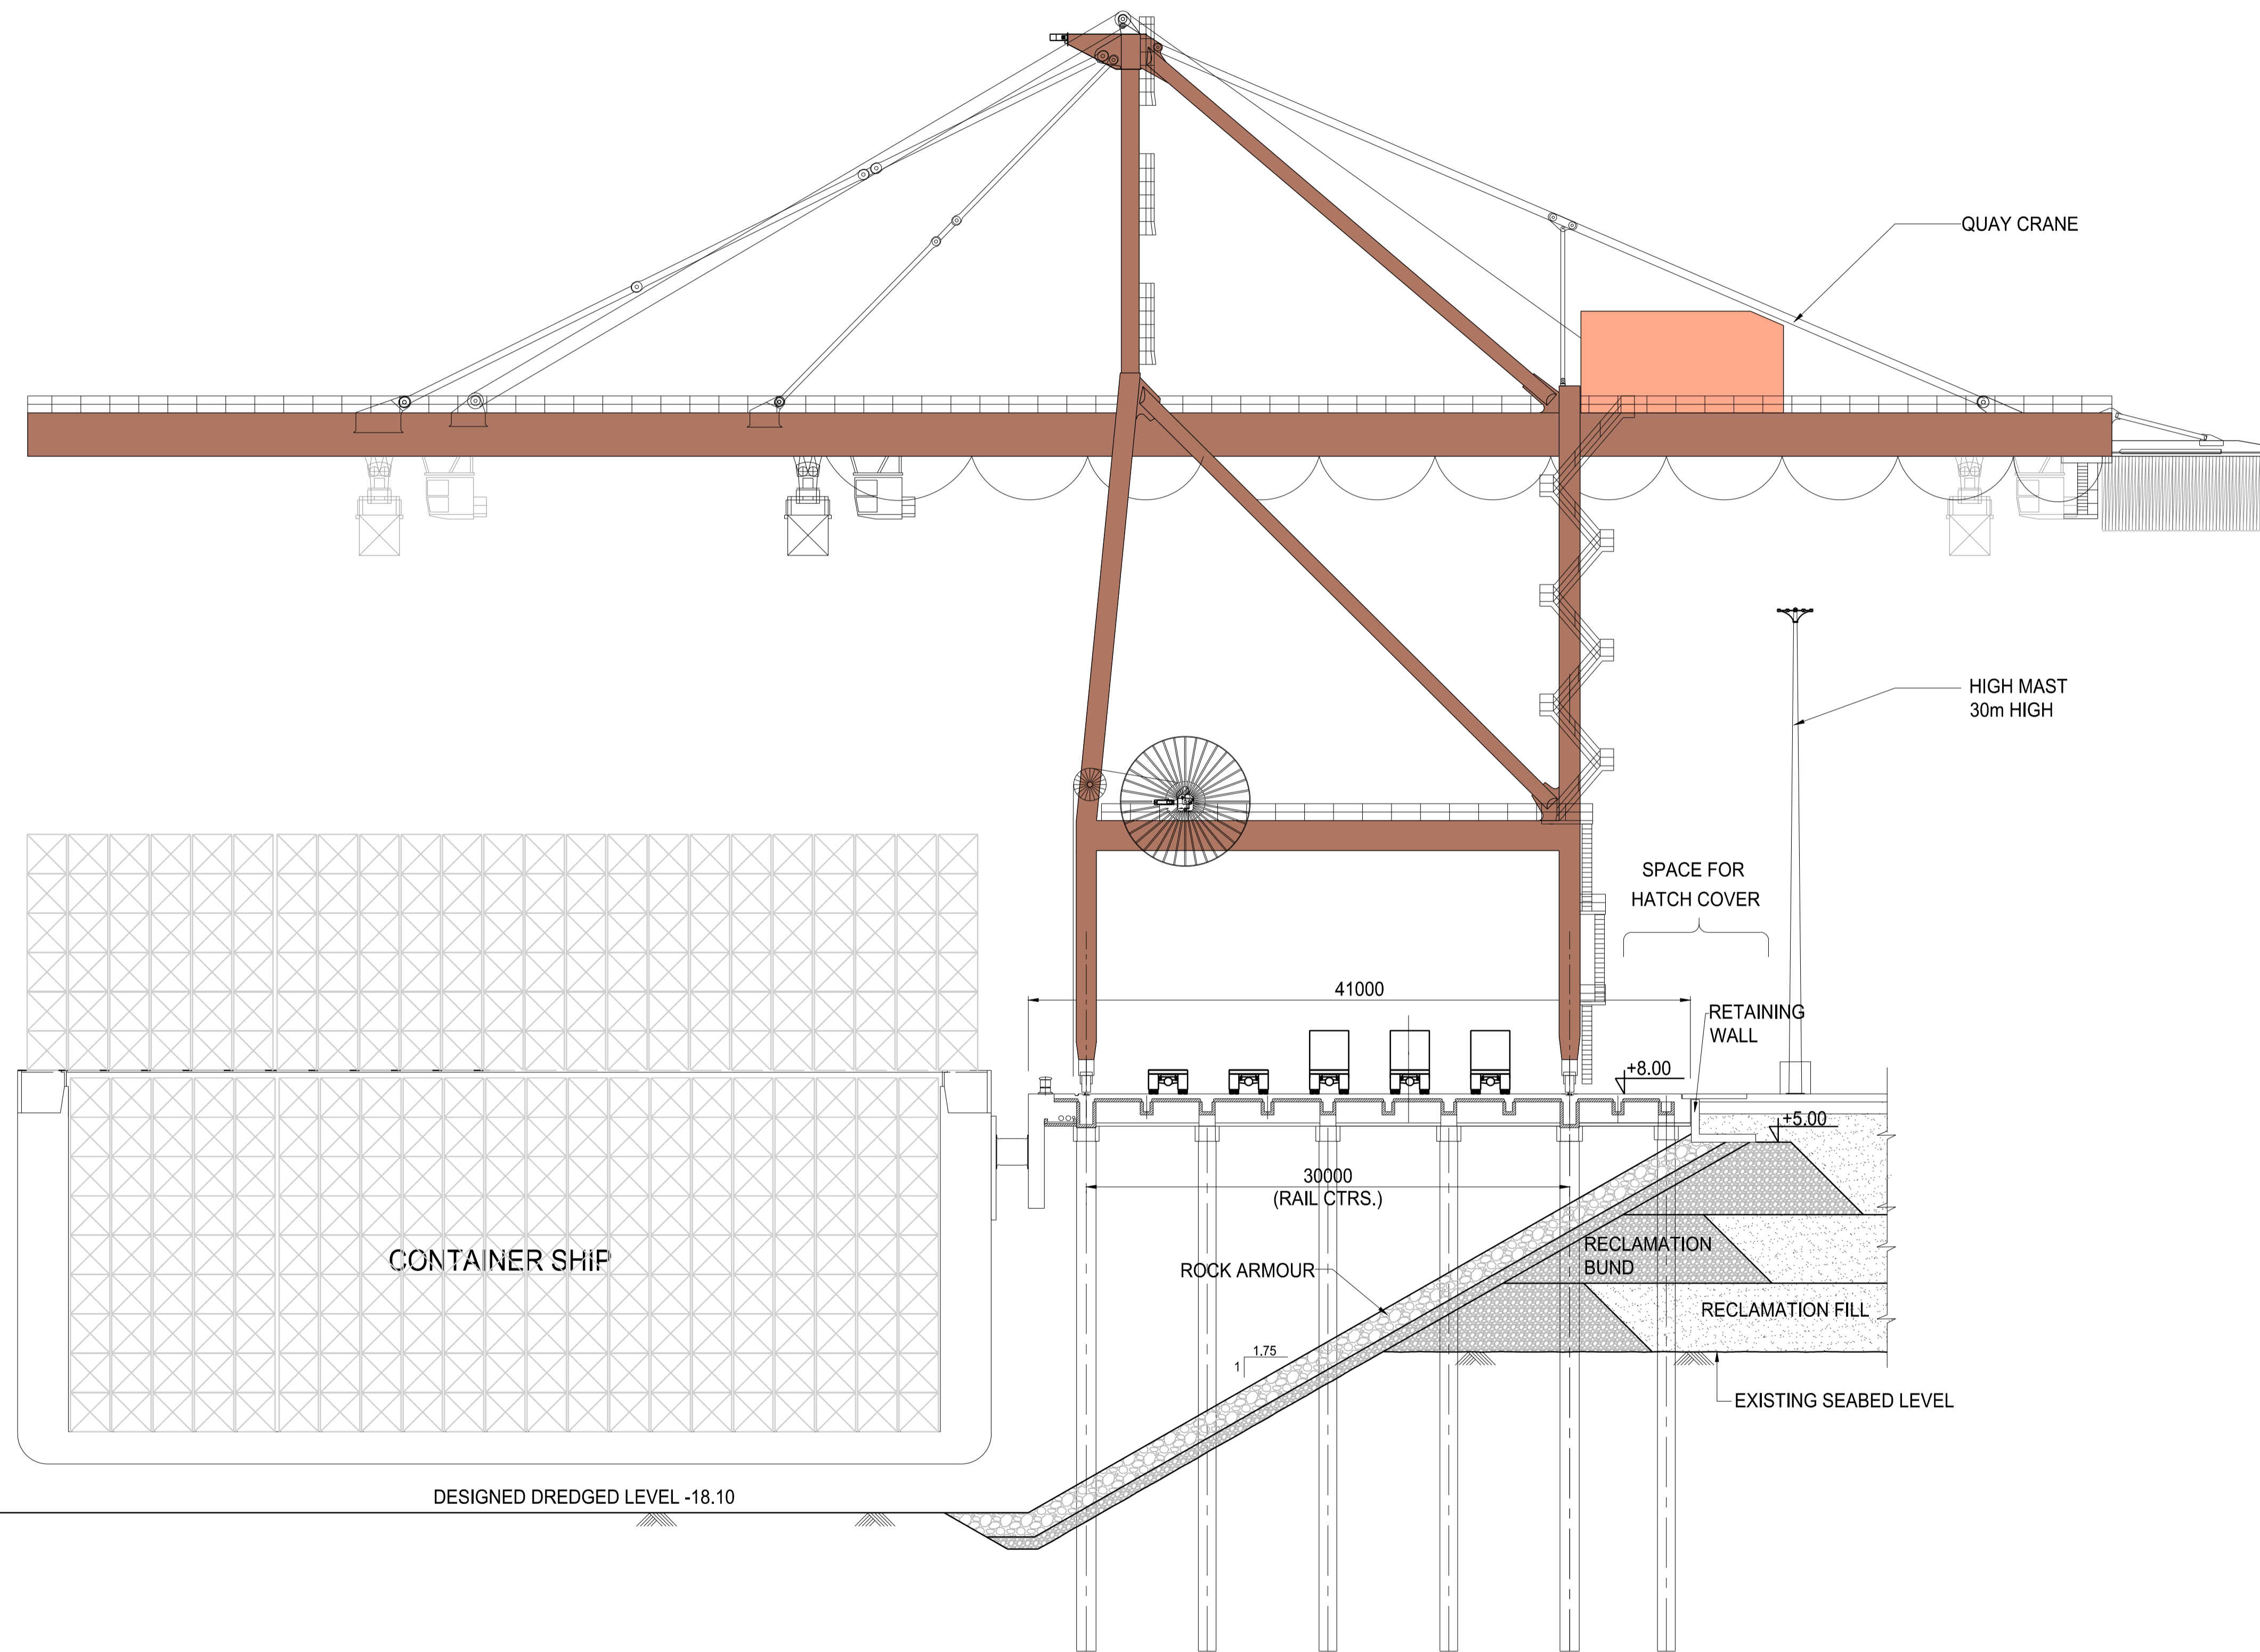 QUAY CRANE
HIGH MAST
30m HIGH
SPACE FOR
HATCH COVER
41000
RETAINING
WALL
+8.00
+5.00
30000
(RAIL CTRS.)
RECLAMATION
BUND
CONTAINER SHIP
ROCK ARMOUR
RECLAMATION FILL
1.75
1
EXISTING SEABED LEVEL
DESIGNED DREDGED LEVEL -18.10